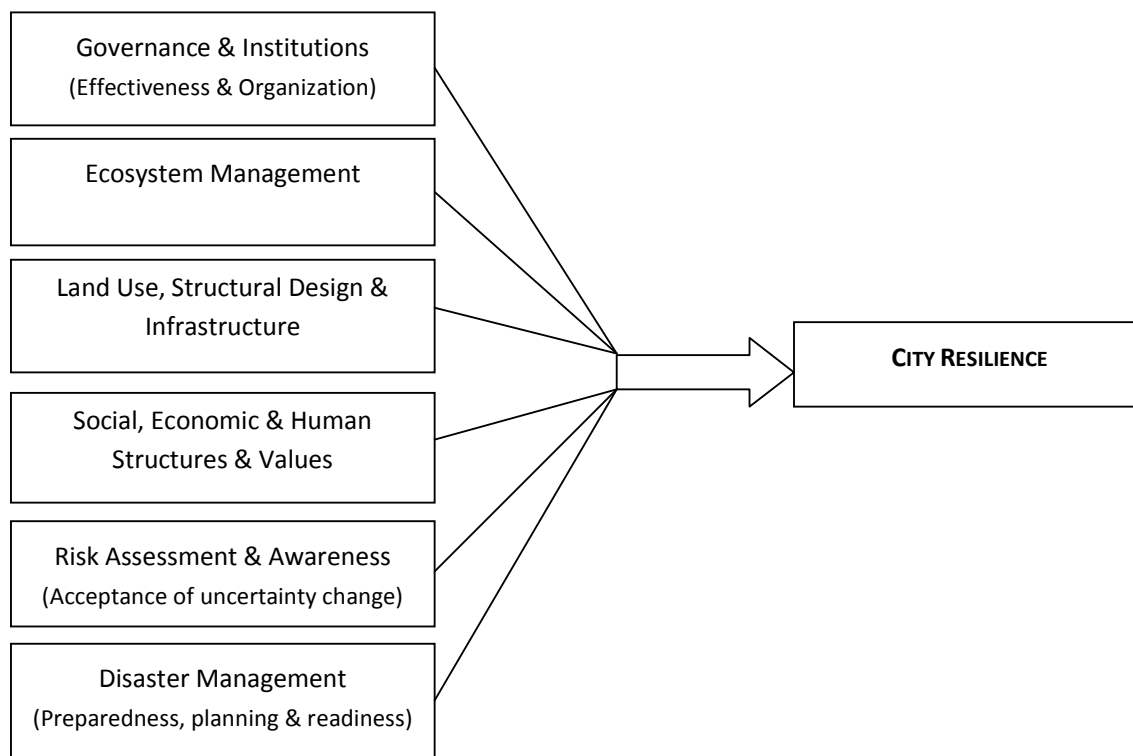 Governance & Institutions
(Effectiveness & Organization)
Ecosystem Management
Land Use, Structural Design &
Infrastructure
Social, Economic & Human
Structures & Values
Risk Assessment & Awareness
(Acceptance of uncertainty change)
Disaster Management
(Preparedness, planning & readiness)
CITY RESILIENCE